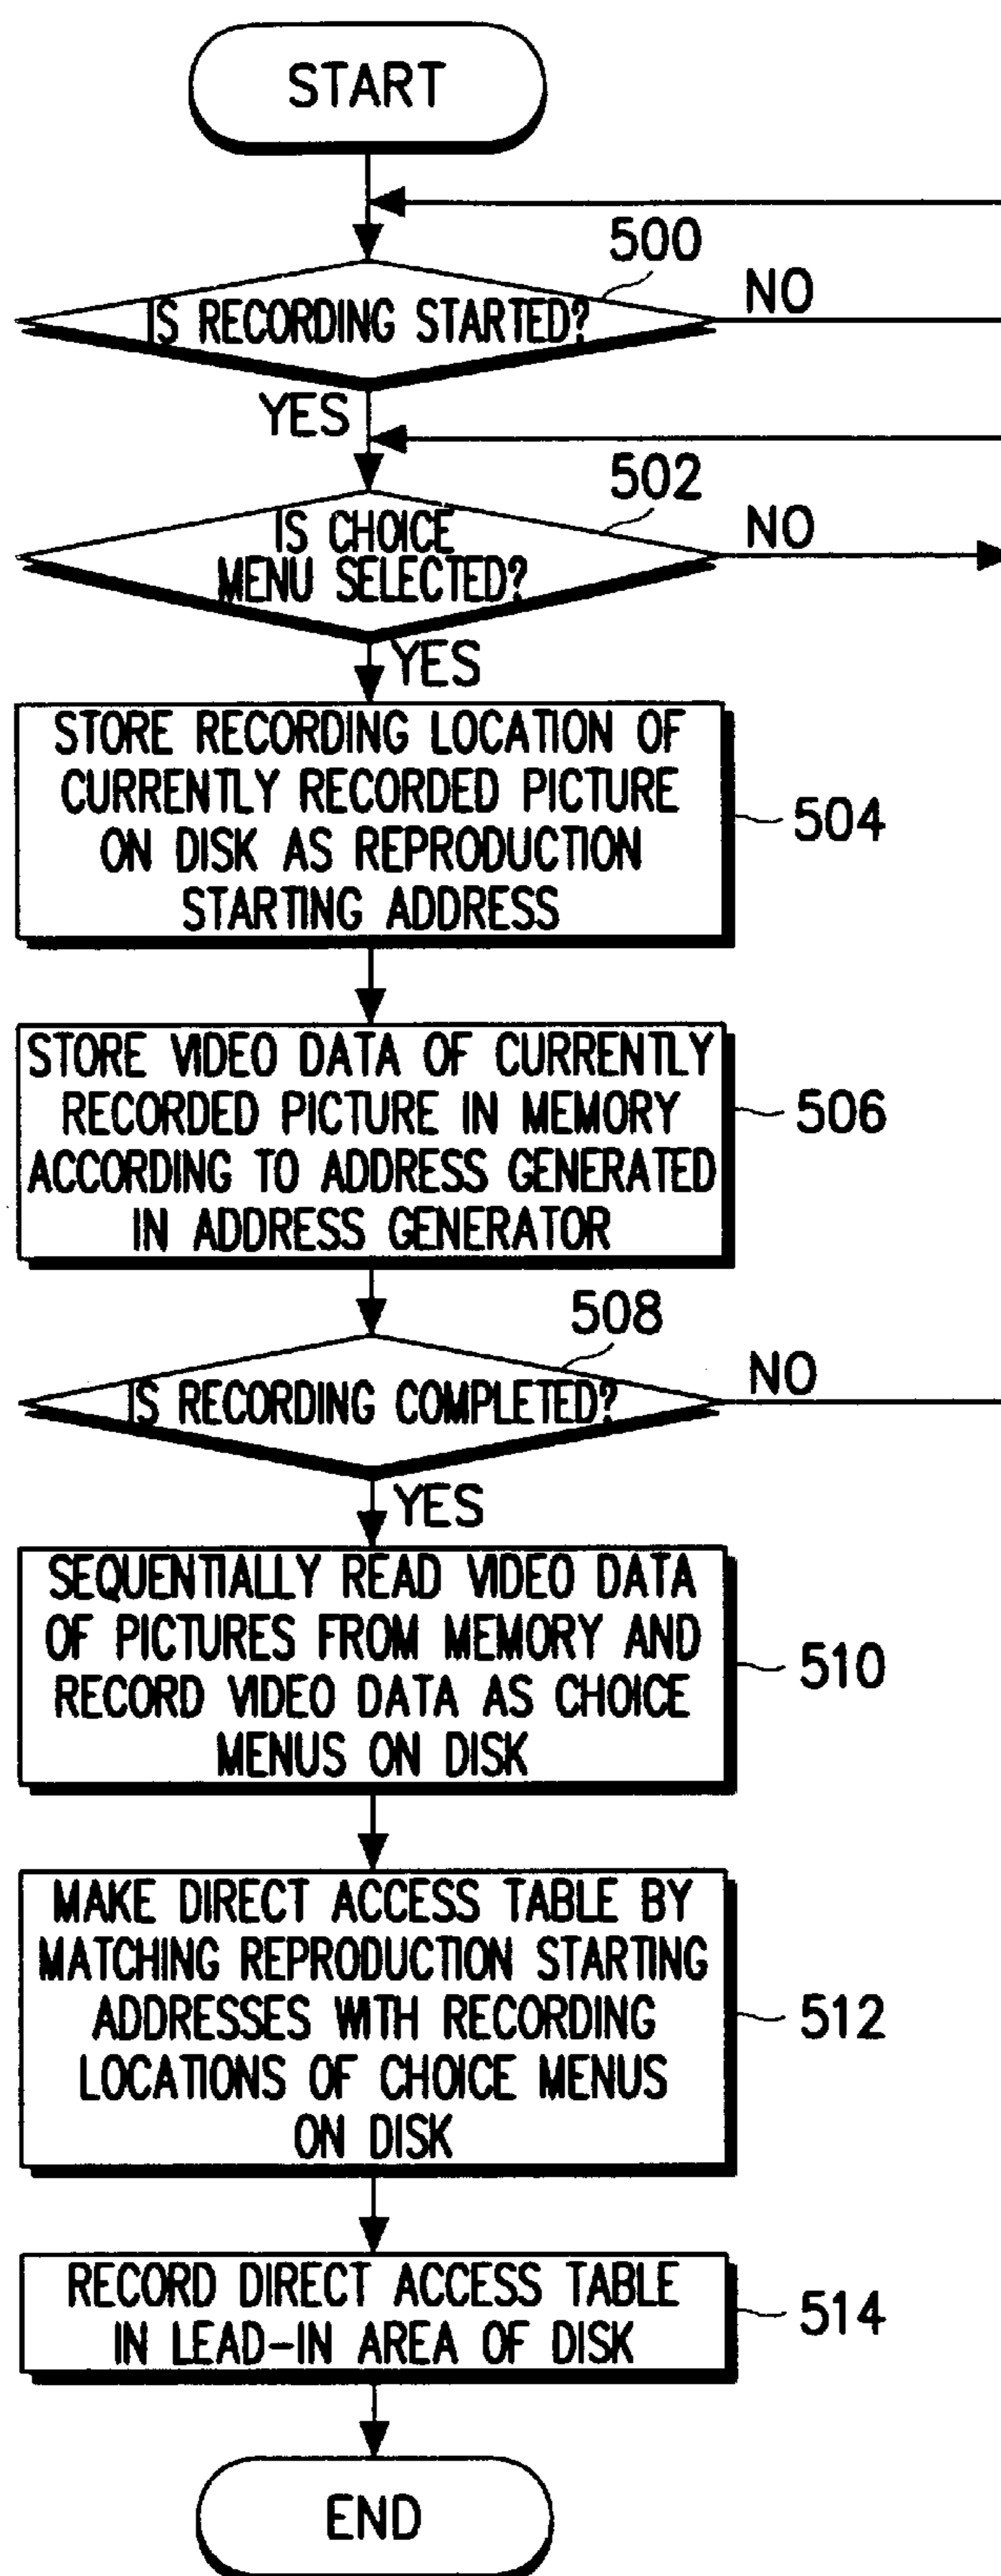 START
500
IS RECORDING STARTED?
NO
YES
502
IS CHOICE
MENU SELECTED?
NO
YES
STORE RECORDING LOCATION OF
CURRENTLY RECORDED PICTURE
ON DISK AS REPRODUCTION
STARTING ADDRESS
504
STORE VIDEO DATA OF CURRENTLY
RECORDED PICTURE IN MEMORY
ACCORDING TO ADDRESS GENERATED
IN ADDRESS GENERATOR
506
508
IS RECORDING COMPLETED?
NO
YES
SEQUENTIALLY READ VIDEO DATA
OF PICTURES FROM MEMORY AND
RECORD VIDEO DATA AS CHOICE
MENUS ON DISK
510
MAKE DIRECT ACCESS TABLE BY
MATCHING REPRODUCTION STARTING
ADDRESSES WITH RECORDING
LOCATIONS OF CHOICE MENUS
ON DISK
512
RECORD DIRECT ACCESS TABLE
IN LEAD-IN AREA OF DISK
514
END